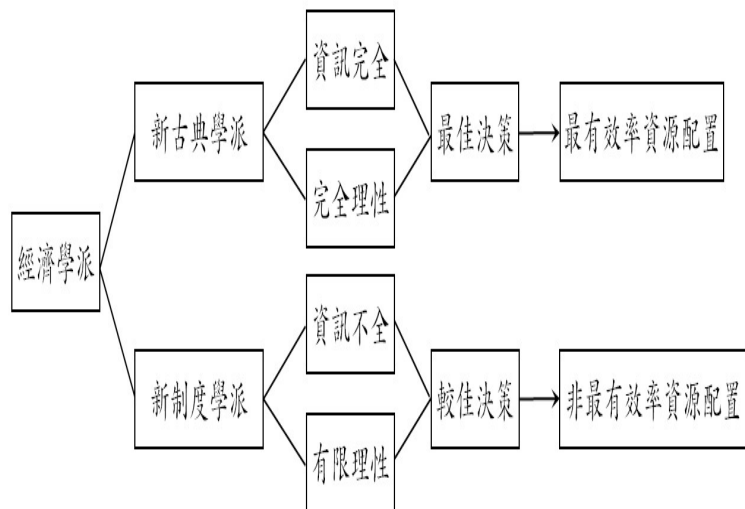 經濟學派
新古典學派
資訊完全
完全理性
最佳決策
最有效率資源配置
新制度學派
資訊不全
有限理性
較佳決策
非最有效率資源配置